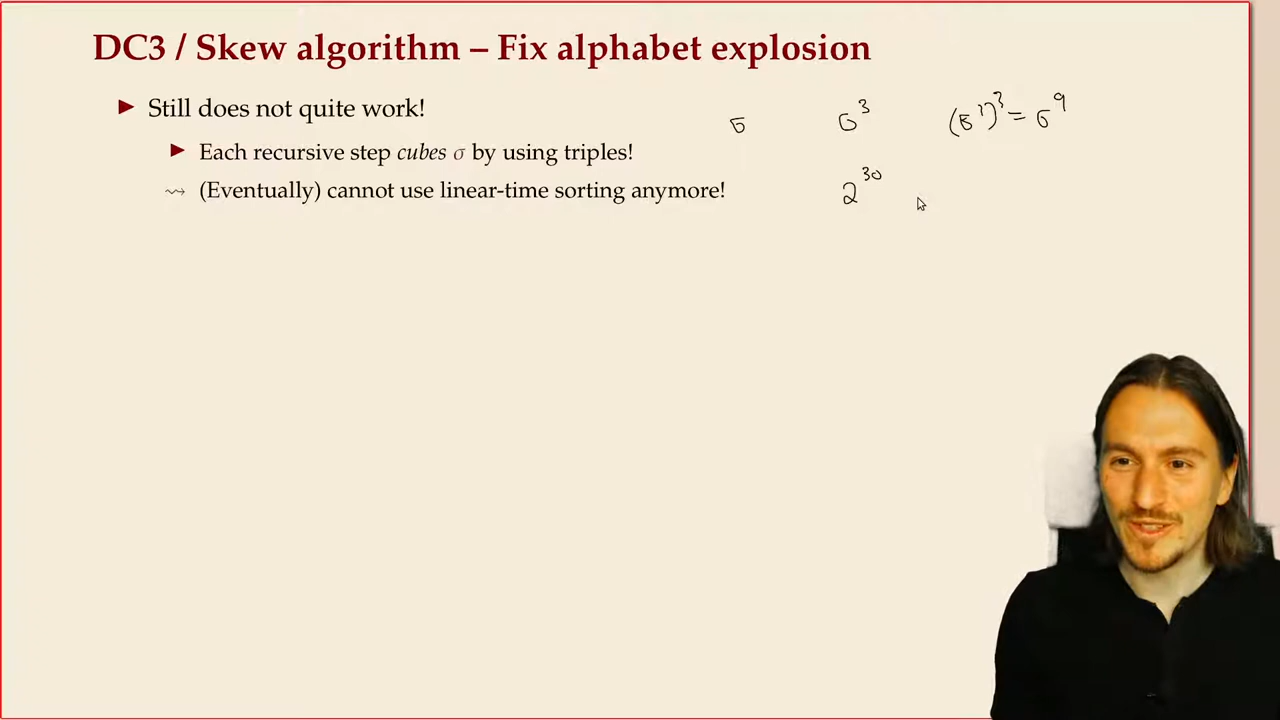 DC3 / Skew algorithm – Fix alphabet explosion
▶ Still does not quite work!
▶ Each recursive step cubes σ by using triples!
⇝ (Eventually) cannot use linear-time sorting anymore!
σ σ³ (σ³)³ = σ⁹
2³⁰